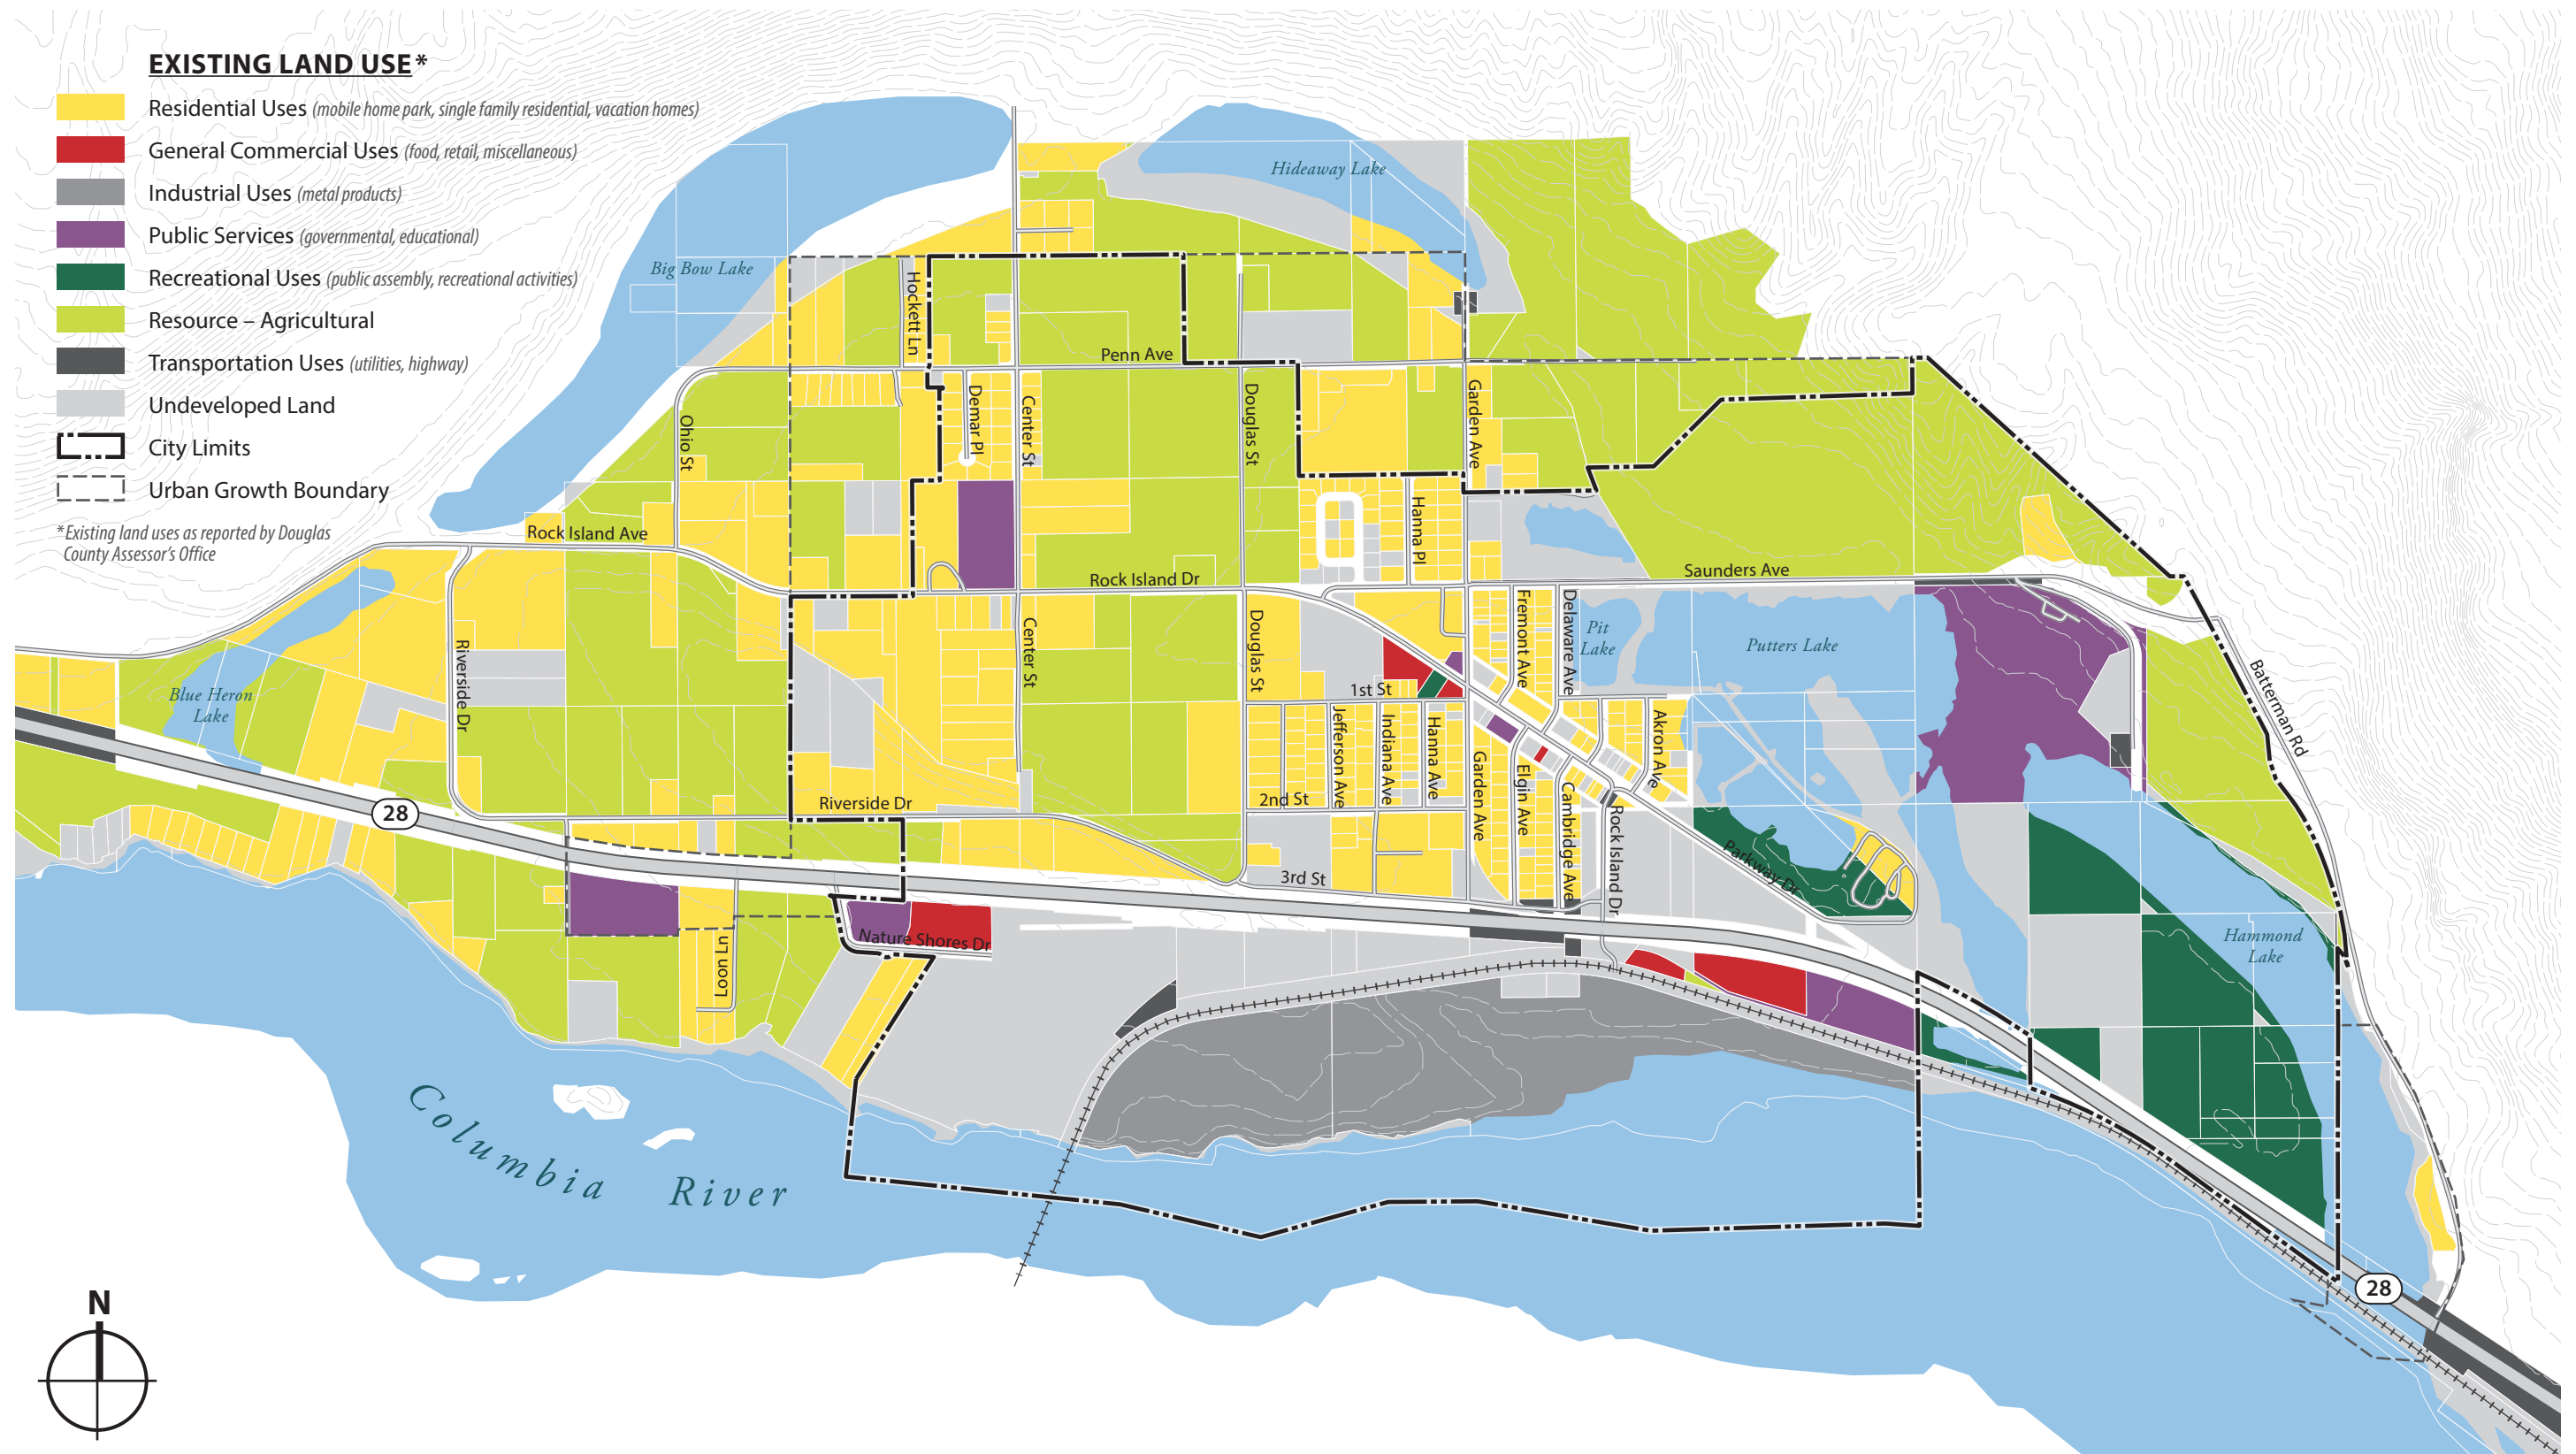 EXISTING LAND USE*
Residential Uses (mobile home park, single family residential, vacation homes)
General Commercial Uses (food, retail, miscellaneous)
Industrial Uses (metal products)
Public Services (governmental, educational)
Recreational Uses (public assembly, recreational activities)
Resource – Agricultural
Transportation Uses (utilities, highway)
Undeveloped Land
City Limits
Urban Growth Boundary
*Existing land uses as reported by Douglas
County Assessor's Office
Hideaway Lake
Big Bow Lake
Hockett Ln
Penn Ave
Ohio St
Demar Pl
Center St
Douglas St
Garden Ave
Rock Island Ave
Hanna Pl
Rock Island Dr
Saunders Ave
Riverside Dr
Blue Heron
Lake
Center St
Douglas St
Fremont Ave
Delaware Ave
Pit
Lake
Putters Lake
Batterman Rd
1st St
Jefferson Ave
Indiana Ave
Hanna Ave
Garden Ave
Elgin Ave
Cambridge Ave
Akron Ave
28
Riverside Dr
2nd St
Rock Island Dr
Parkway Dr
3rd St
Loon Ln
Nature Shores Dr
Hammond
Lake
Columbia River
28
N